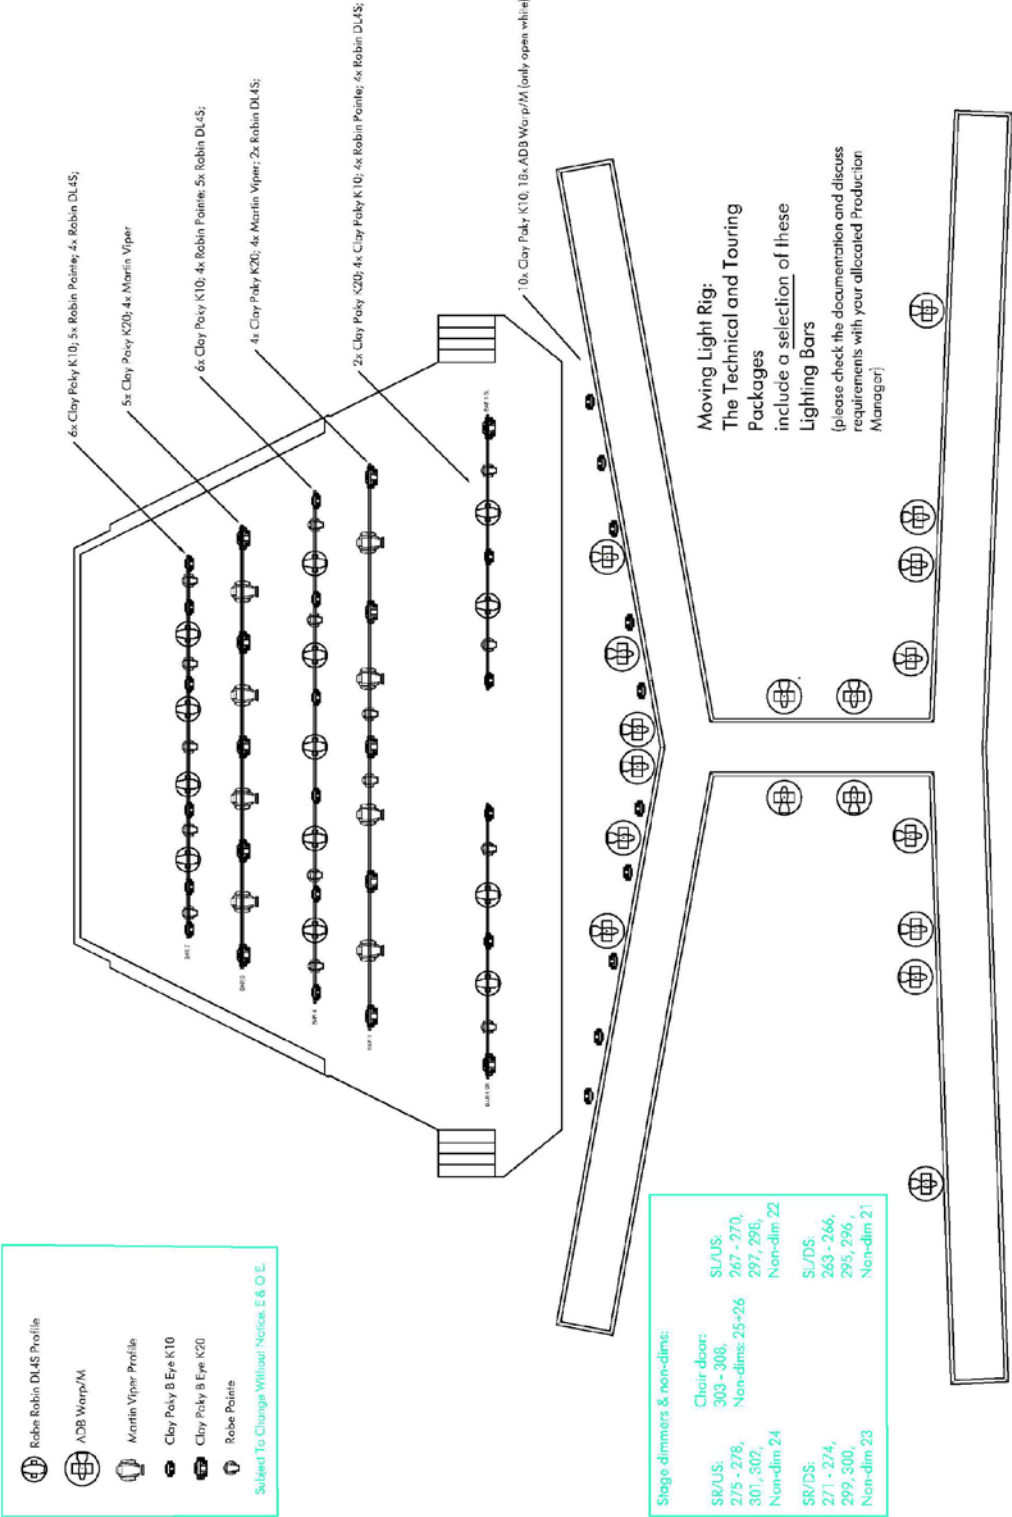 6x Clay Paky K10; 5x Robin Pointe; 4x Robin DL4S;
5x Clay Paky K20; 4x Martin Viper
6x Clay Paky K10; 4x Robin Pointe; 5x Robin DL4S;
4x Clay Paky K20; 4x Martin Viper; 2x Robin DL4S;
2x Clay Paky K20; 4x Clay Paky K10; 4x Robin Pointe; 4x Robin DL4S;
10x Clay Paky K10; 18x ADB Warp/M (only open white)
BAR 7
BAR 1 SL
Moving Light Rig:
The Technical and Touring
Packages
include a selection of these
Lighting Bars
(please check the documentation and discuss
requirements with your allocated Production
Manager)
Robe Robin DL4S Profile
ADB Warp/M
Martin Viper Profile
Clay Paky B Eye K10
Clay Paky B Eye K20
Robe Pointe
Subject To Change Without Notice. E & O E.
Stage dimmers & non-dims:
SR/US:
275 - 278,
301, 302,
Non-dim 24
Choir door:
303 - 308,
Non-dims: 25+26
SL/US:
267 - 270,
297, 298,
Non-dim 22
SR/DS:
271 - 274,
299, 300,
Non-dim 23
SL/DS:
263 - 266,
295, 296 ,
Non-dim 21